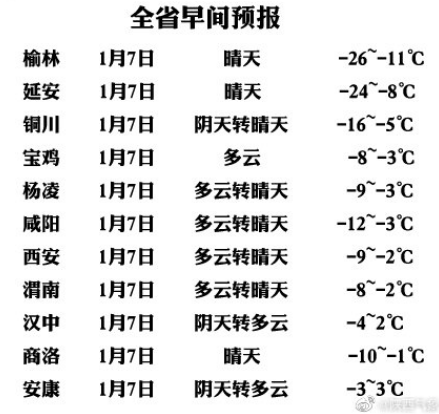 全省早间预报
榆林 1月7日 晴天 -26~-11℃
延安 1月7日 晴天 -24~-8℃
铜川 1月7日 阴天转晴天 -16~-5℃
宝鸡 1月7日 多云 -8~-3℃
杨凌 1月7日 多云转晴天 -9~-3℃
咸阳 1月7日 多云转晴天 -12~-3℃
西安 1月7日 多云转晴天 -9~-2℃
渭南 1月7日 多云转晴天 -8~-2℃
汉中 1月7日 阴天转多云 -4~2℃
商洛 1月7日 晴天 -10~-1℃
安康 1月7日 阴天转多云 -3~3℃